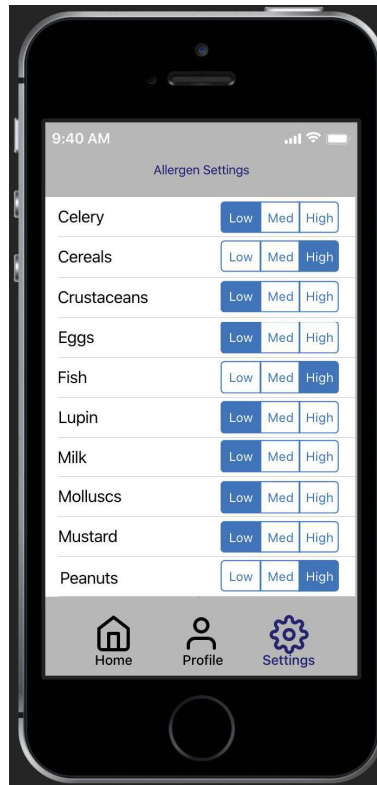 9:40 AM
Allergen Settings
Celery Low Med High
Cereals Low Med High
Crustaceans Low Med High
Eggs Low Med High
Fish Low Med High
Lupin Low Med High
Milk Low Med High
Molluscs Low Med High
Mustard Low Med High
Peanuts Low Med High
Home Profile Settings